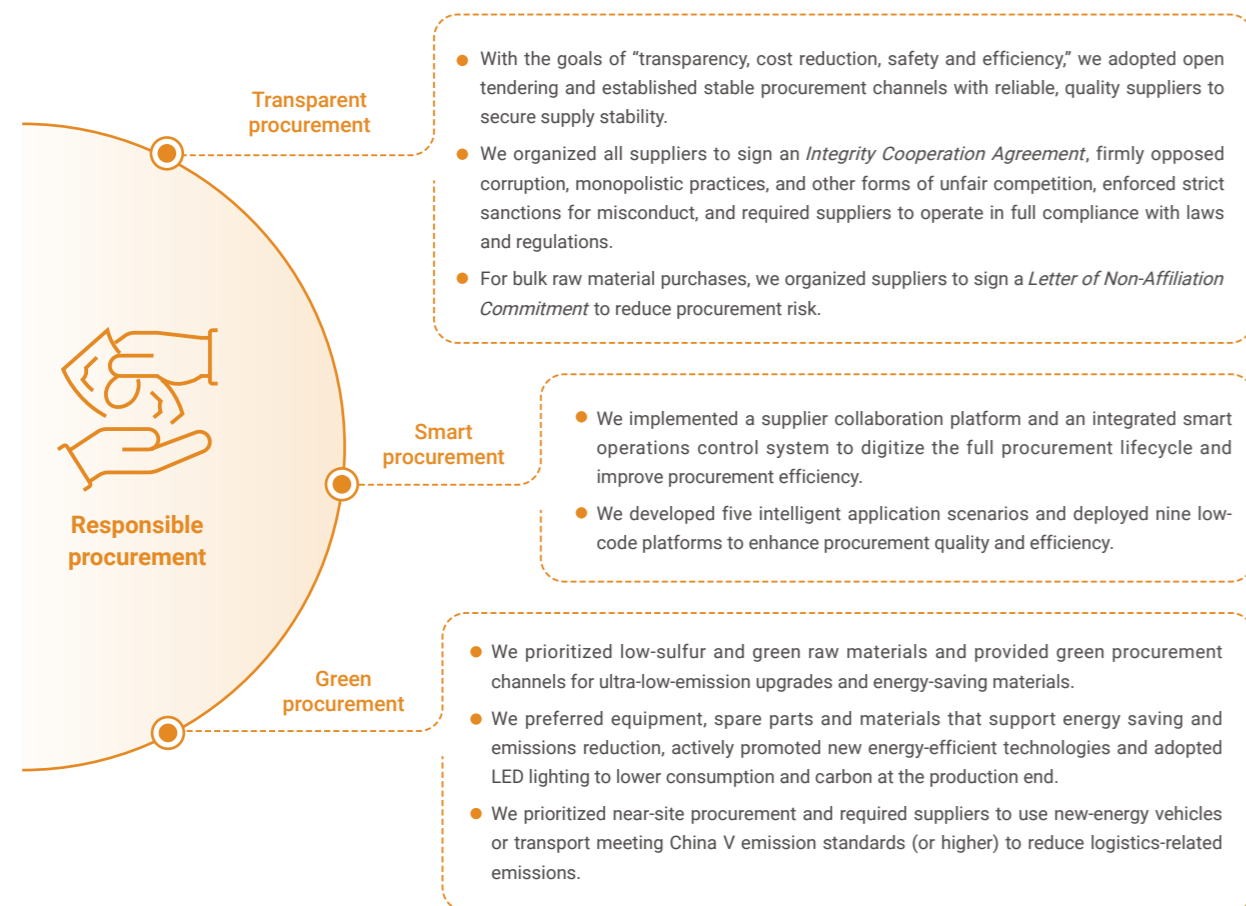 Responsible
procurement
Transparent
procurement
With the goals of “transparency, cost reduction, safety and efficiency,” we adopted open
tendering and established stable procurement channels with reliable, quality suppliers to
secure supply stability.
We organized all suppliers to sign an Integrity Cooperation Agreement, firmly opposed
corruption, monopolistic practices, and other forms of unfair competition, enforced strict
sanctions for misconduct, and required suppliers to operate in full compliance with laws
and regulations.
For bulk raw material purchases, we organized suppliers to sign a Letter of Non-Affiliation
Commitment to reduce procurement risk.
Smart
procurement
We implemented a supplier collaboration platform and an integrated smart
operations control system to digitize the full procurement lifecycle and
improve procurement efficiency.
We developed five intelligent application scenarios and deployed nine low-
code platforms to enhance procurement quality and efficiency.
Green
procurement
We prioritized low-sulfur and green raw materials and provided green procurement
channels for ultra-low-emission upgrades and energy-saving materials.
We preferred equipment, spare parts and materials that support energy saving and
emissions reduction, actively promoted new energy-efficient technologies and adopted
LED lighting to lower consumption and carbon at the production end.
We prioritized near-site procurement and required suppliers to use new-energy vehicles
or transport meeting China V emission standards (or higher) to reduce logistics-related
emissions.